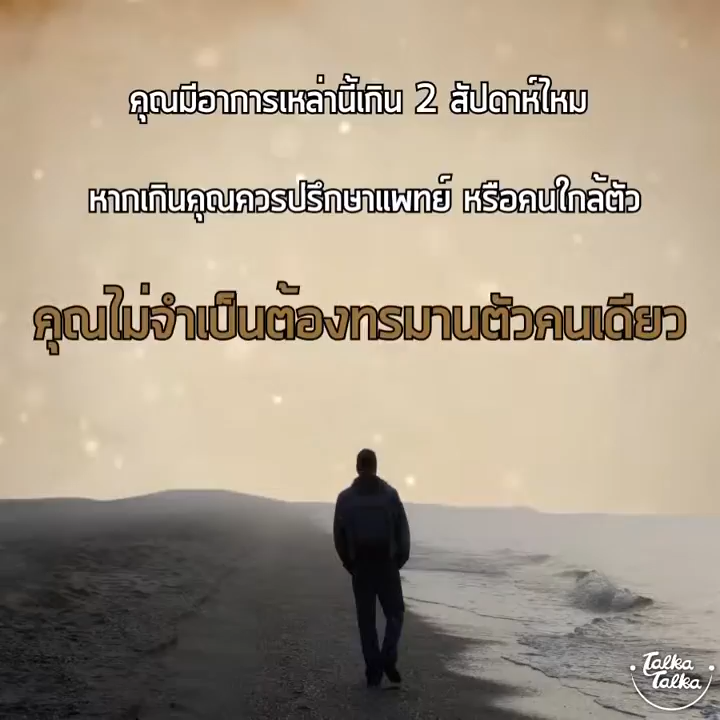 คุณมีอาการเหล่านี้เกิน 2 สัปดาห์ไหม
หากเกินคุณควรปรึกษาแพทย์ หรือคนใกล้ตัว
คุณไม่จำเป็นต้องทรมานตัวคนเดียว
Talka
Talka